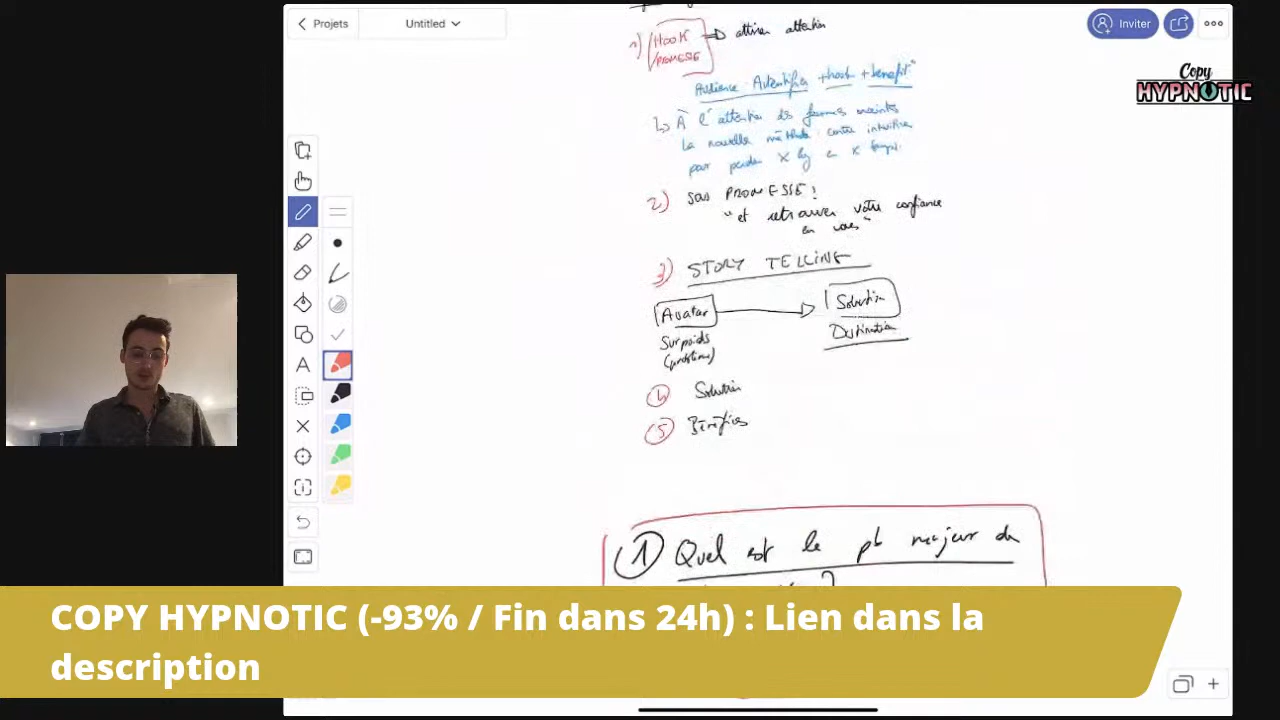 Projets
Untitled
Inviter
Copy
HYPNOTIC
1) HOOK → attirer attention
/PROMESSE
Audience Autentifier + hook + benefit"
↳ À l'attention des femmes
la nouvelle méthode contre intuitive
pour perdre X kg en X temps.
2) SOUS PROMESSE !
"et retrouver votre confiance
en vous"
3) STORY TELLING
Avatar
Solution
Surpoids
(problème)
Destination
4 Solution
5 Bénéfices
1 Quel est le pb majeur du
?
COPY HYPNOTIC (-93% / Fin dans 24h) : Lien dans la
description